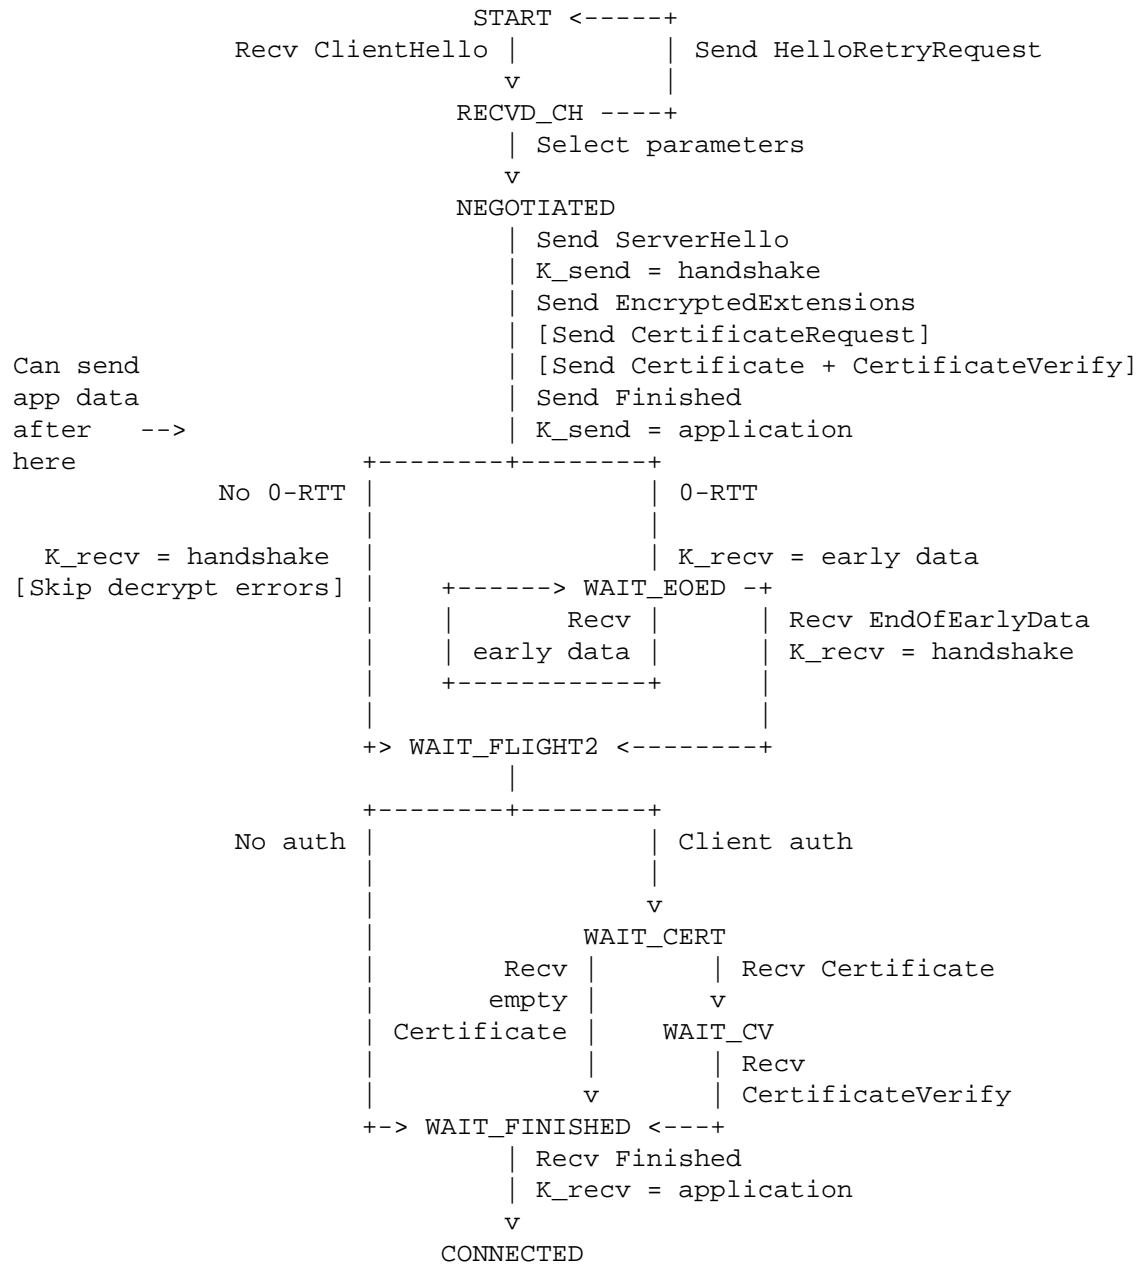 START <-----+
              Recv ClientHello |         | Send HelloRetryRequest
                               v         |
                            RECVD_CH ----+
                               | Select parameters
                               v
                            NEGOTIATED
                               | Send ServerHello
                               | K_send = handshake
                               | Send EncryptedExtensions
                               | [Send CertificateRequest]
Can send                       | [Send Certificate + CertificateVerify]
app data                       | Send Finished
after   -->                    | K_send = application
here                  +--------+--------+
             No 0-RTT |                 | 0-RTT
                      |                 |
  K_recv = handshake  |                 | K_recv = early data
[Skip decrypt errors] |    +------> WAIT_EOED -+
                      |    |       Recv |      | Recv EndOfEarlyData
                      |    | early data |      | K_recv = handshake
                      |    +------------+      |
                      |                        |
                      +> WAIT_FLIGHT2 <--------+
                               |
                      +--------+--------+
              No auth |                 | Client auth
                      |                 |
                      |                 v
                      |             WAIT_CERT
                      |        Recv |       | Recv Certificate
                      |       empty |       v
                      | Certificate |    WAIT_CV
                      |             |       | Recv
                      |             v       | CertificateVerify
                      +-> WAIT_FINISHED <---+
                               | Recv Finished
                               | K_recv = application
                               v
                           CONNECTED